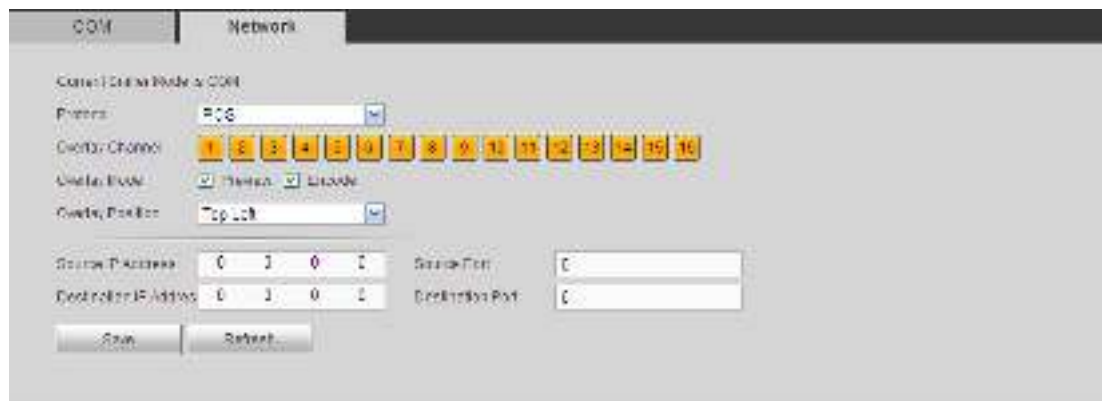 COM Network
Current Sniffer Mode is COM
Protocol POS
Overlay Channel 1 2 3 4 5 6 7 8 9 10 11 12 13 14 15 16
Overlay Mode Preview Encode
Overlay Position Top Left
Source IP Address 0 0 0 0 Source Port 0
Destination IP Addres 0 0 0 0 Destination Port 0
Save Refresh